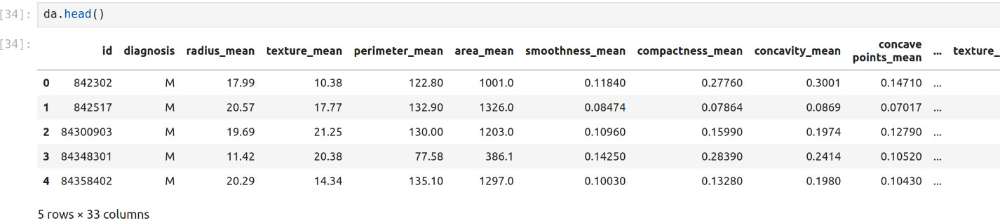 [34]: da.head()
[34]:
id diagnosis radius_mean texture_mean perimeter_mean area_mean smoothness_mean compactness_mean concavity_mean concave points_mean ... texture_
0 842302 M 17.99 10.38 122.80 1001.0 0.11840 0.27760 0.3001 0.14710 ...
1 842517 M 20.57 17.77 132.90 1326.0 0.08474 0.07864 0.0869 0.07017 ...
2 84300903 M 19.69 21.25 130.00 1203.0 0.10960 0.15990 0.1974 0.12790 ...
3 84348301 M 11.42 20.38 77.58 386.1 0.14250 0.28390 0.2414 0.10520 ...
4 84358402 M 20.29 14.34 135.10 1297.0 0.10030 0.13280 0.1980 0.10430 ...
5 rows × 33 columns